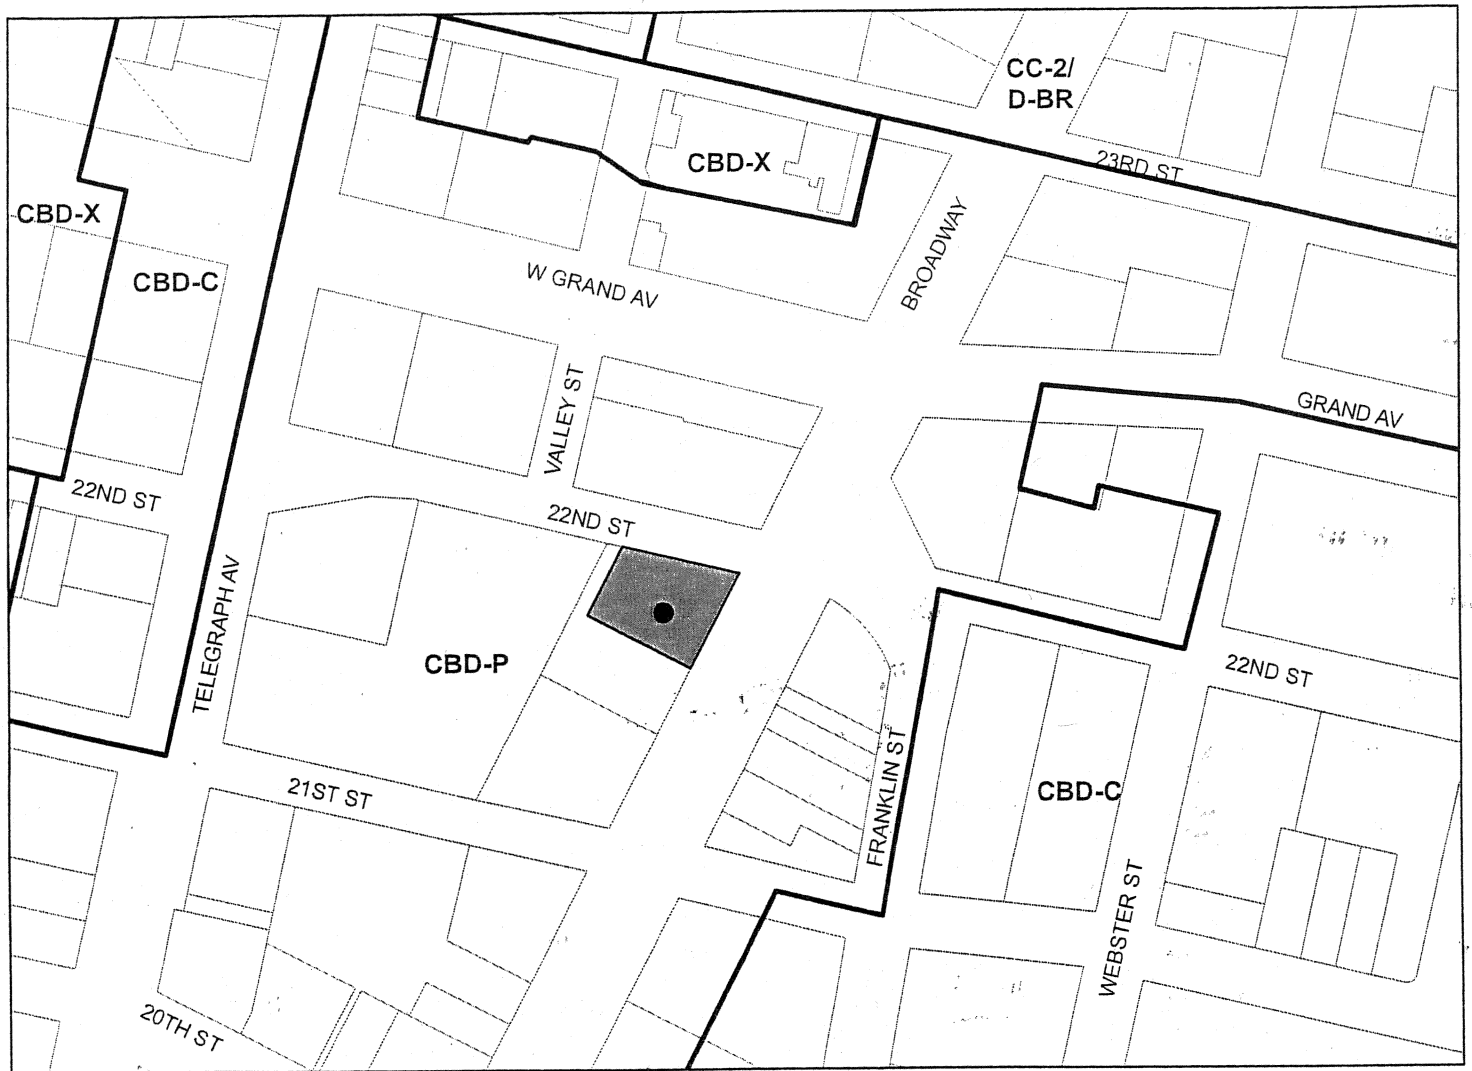 CC-2/
D-BR
23RD ST
CBD-X
CBD-X
BROADWAY
CBD-C
W GRAND AV
VALLEY ST
GRAND AV
22ND ST
22ND ST
TELEGRAPH AV
CBD-P
22ND ST
21ST ST
FRANKLIN ST
CBD-C
WEBSTER ST
20TH ST